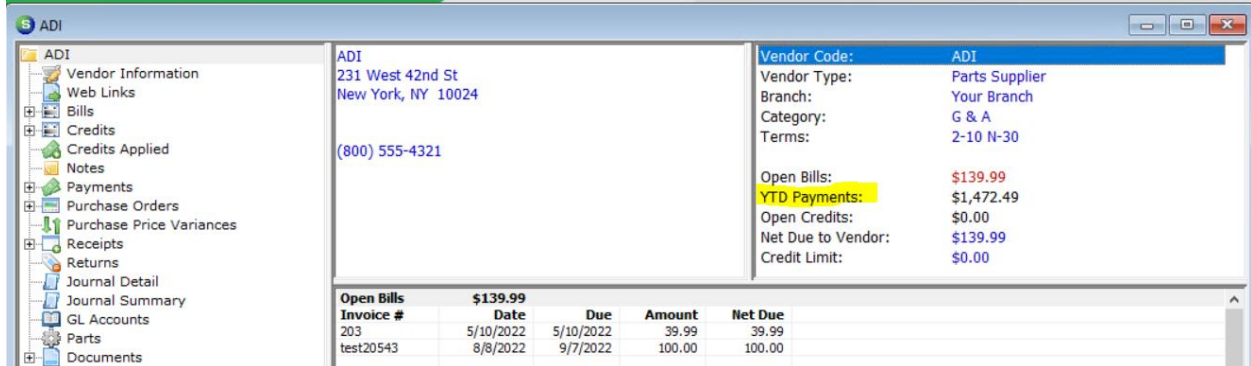 ADI
ADI
Vendor Information
Web Links
Bills
Credits
Credits Applied
Notes
Payments
Purchase Orders
Purchase Price Variances
Receipts
Returns
Journal Detail
Journal Summary
GL Accounts
Parts
Documents
ADI
231 West 42nd St
New York, NY 10024
(800) 555-4321
Vendor Code: ADI
Vendor Type: Parts Supplier
Branch: Your Branch
Category: G & A
Terms: 2-10 N-30
Open Bills: $139.99
YTD Payments: $1,472.49
Open Credits: $0.00
Net Due to Vendor: $139.99
Credit Limit: $0.00
Open Bills $139.99
Invoice # Date Due Amount Net Due
203 5/10/2022 5/10/2022 39.99 39.99
test20543 8/8/2022 9/7/2022 100.00 100.00